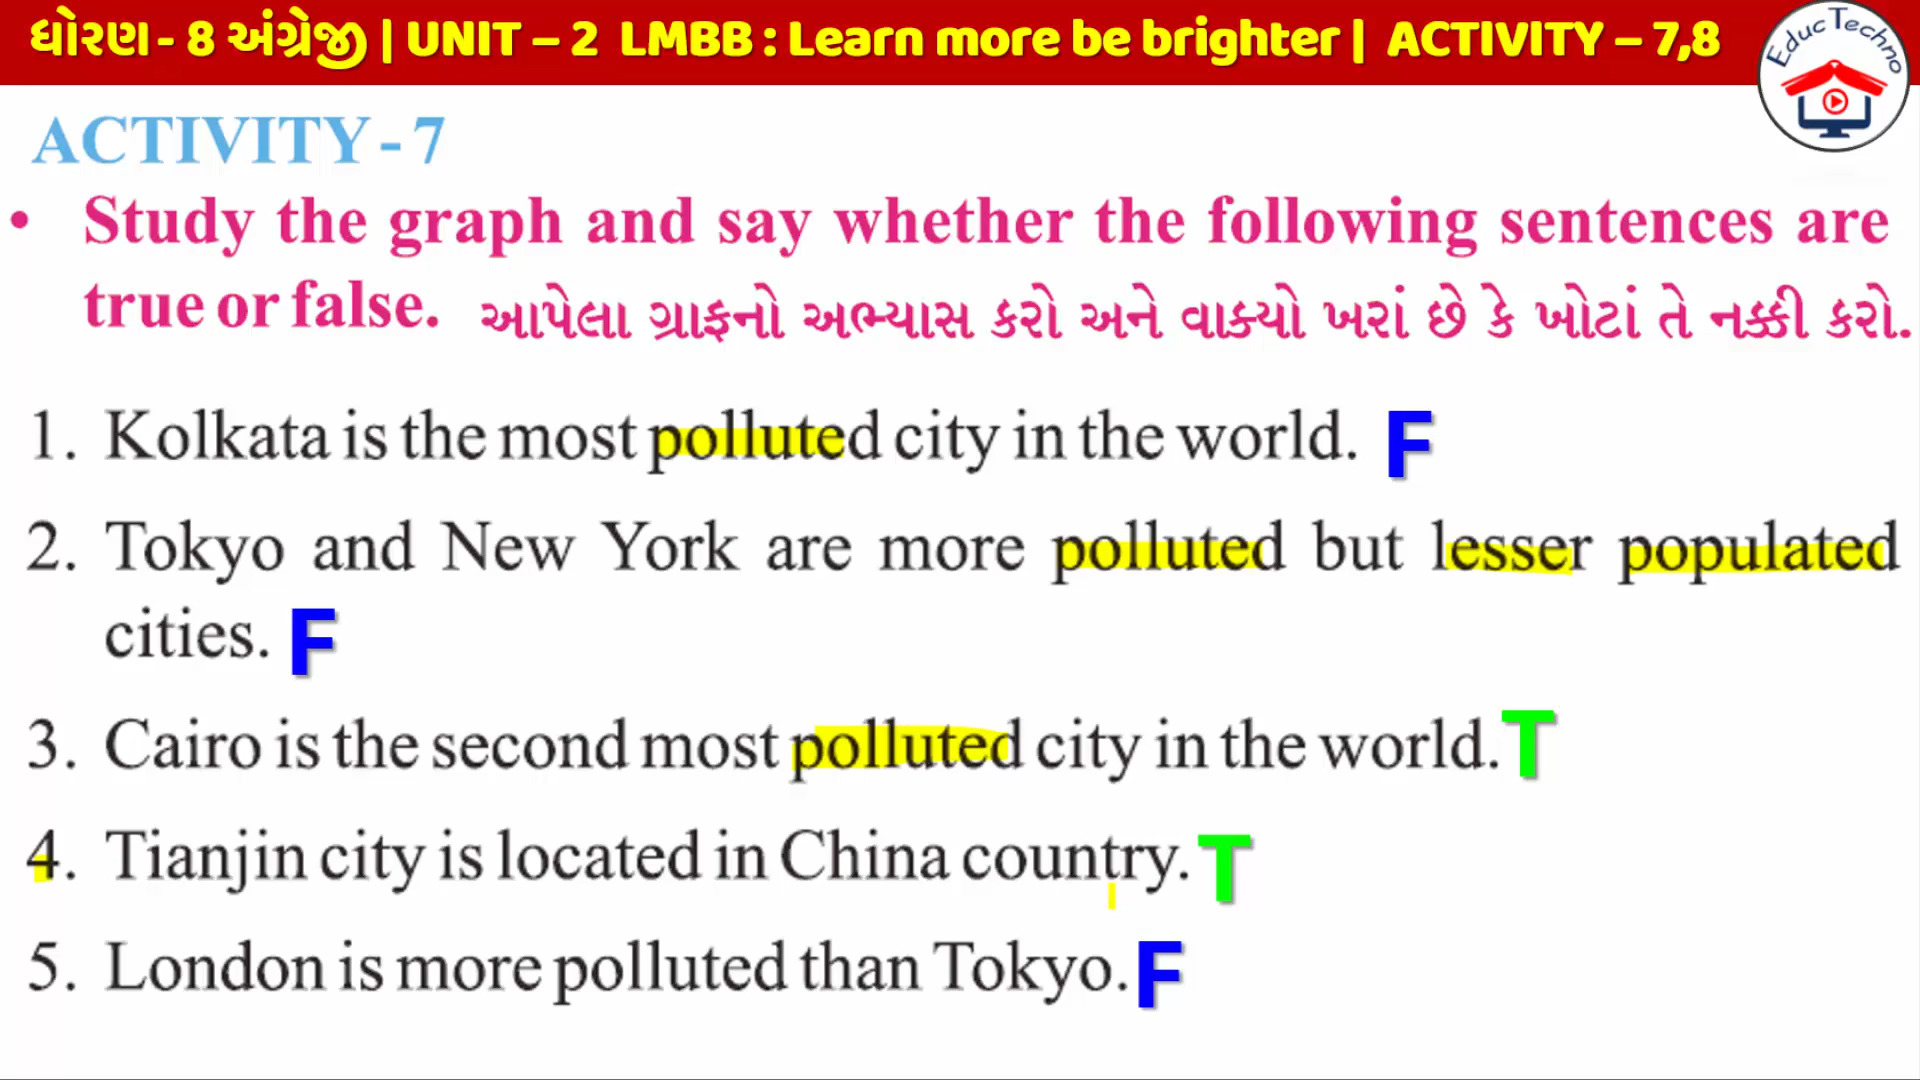 ધોરણ - 8 અંગ્રેજી | UNIT – 2 LMBB : Learn more be brighter | ACTIVITY – 7,8
Educ Techno
ACTIVITY - 7
• Study the graph and say whether the following sentences are
true or false. આપેલા ગ્રાફનો અભ્યાસ કરો અને વાક્યો ખરાં છે કે ખોટાં તે નક્કી કરો.
1. Kolkata is the most polluted city in the world. F
2. Tokyo and New York are more polluted but lesser populated
cities. F
3. Cairo is the second most polluted city in the world. T
4. Tianjin city is located in China country. T
5. London is more polluted than Tokyo. F